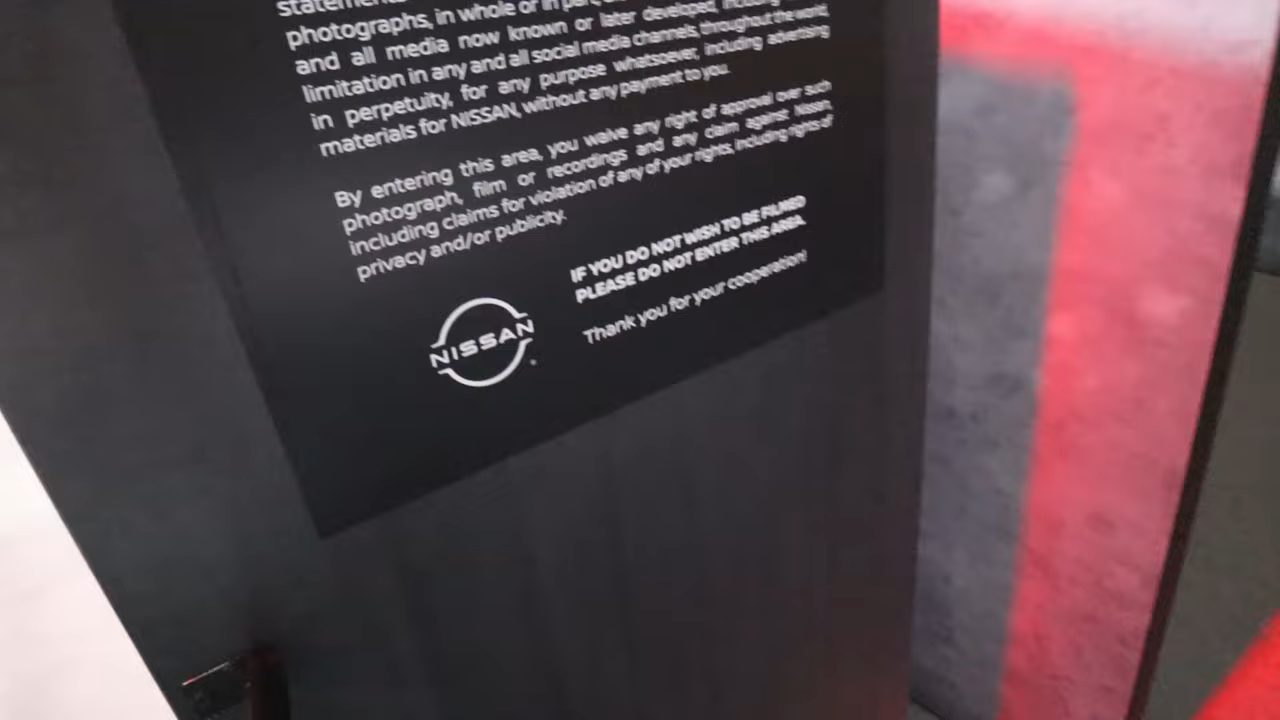 statements
photographs, in whole or in part,
and all media now known or later developed, including
limitation in any and all social media channels, throughout the world,
in perpetuity, for any purpose whatsoever, including advertising
materials for NISSAN, without any payment to you.
By entering this area, you waive any right of approval over such
photograph, film or recordings and any claim against Nissan,
including claims for violation of any of your rights, including rights of
privacy and/or publicity.
IF YOU DO NOT WISH TO BE FILMED
PLEASE DO NOT ENTER THIS AREA.
Thank you for your cooperation!
NISSAN